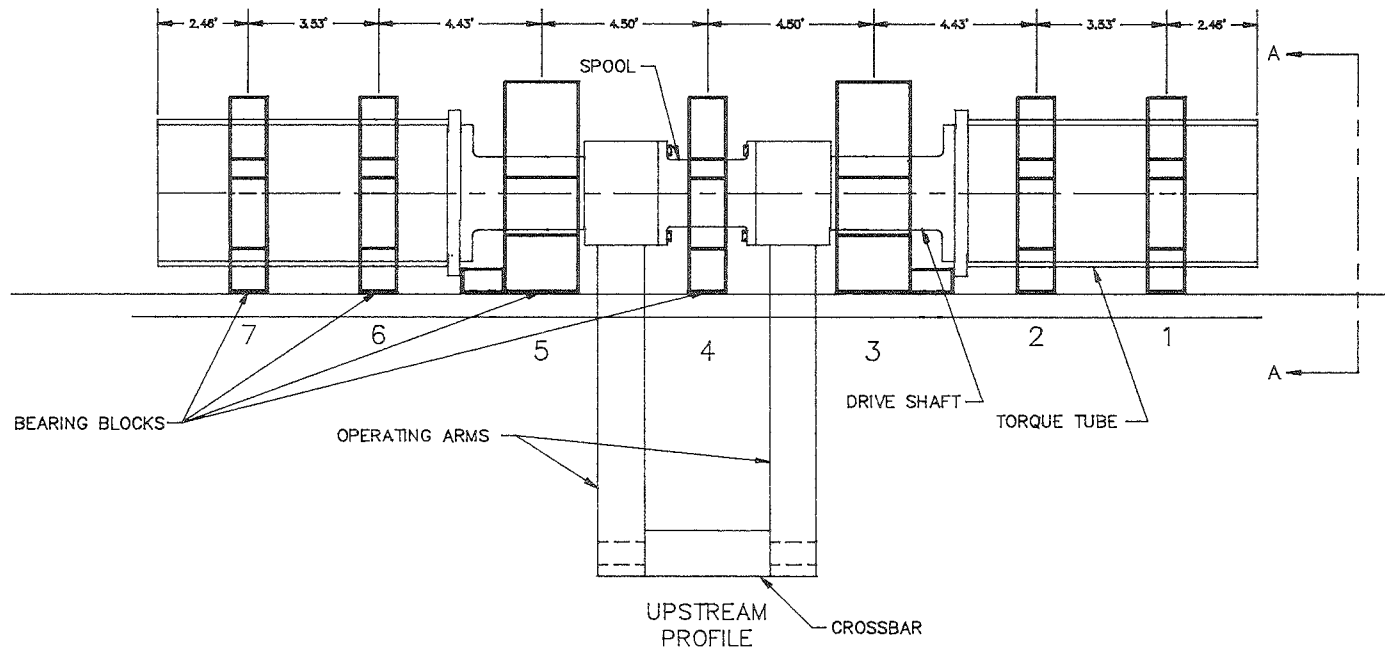 2.46' 3.53' 4.43' 4.50' 4.50' 4.43' 3.53' 2.46'
A
SPOOL
7 6 5 4 3 2 1
A
DRIVE SHAFT
BEARING BLOCKS
OPERATING ARMS
TORQUE TUBE
UPSTREAM
PROFILE
CROSSBAR